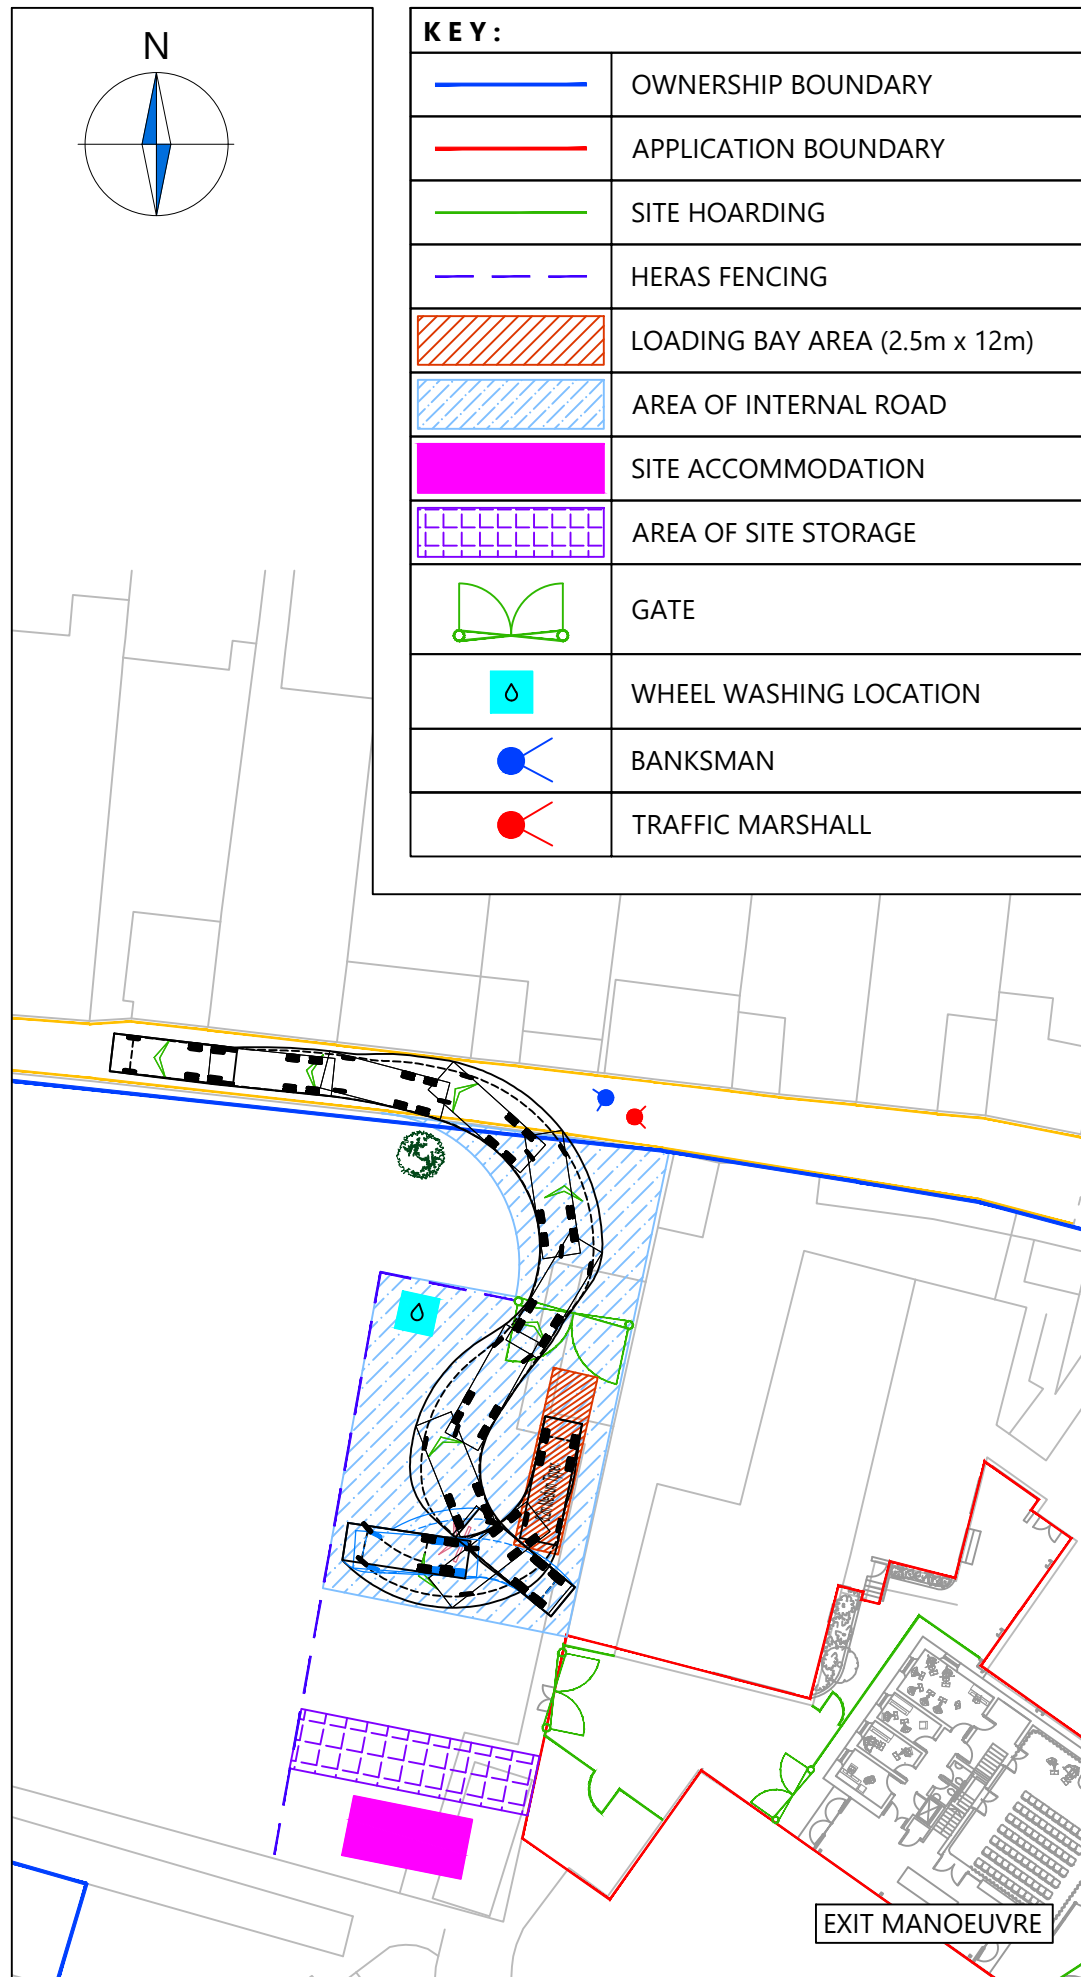 N
KEY:
OWNERSHIP BOUNDARY
APPLICATION BOUNDARY
SITE HOARDING
HERAS FENCING
LOADING BAY AREA (2.5m x 12m)
AREA OF INTERNAL ROAD
SITE ACCOMMODATION
AREA OF SITE STORAGE
GATE
WHEEL WASHING LOCATION
BANKSMAN
TRAFFIC MARSHALL
EXIT MANOEUVRE